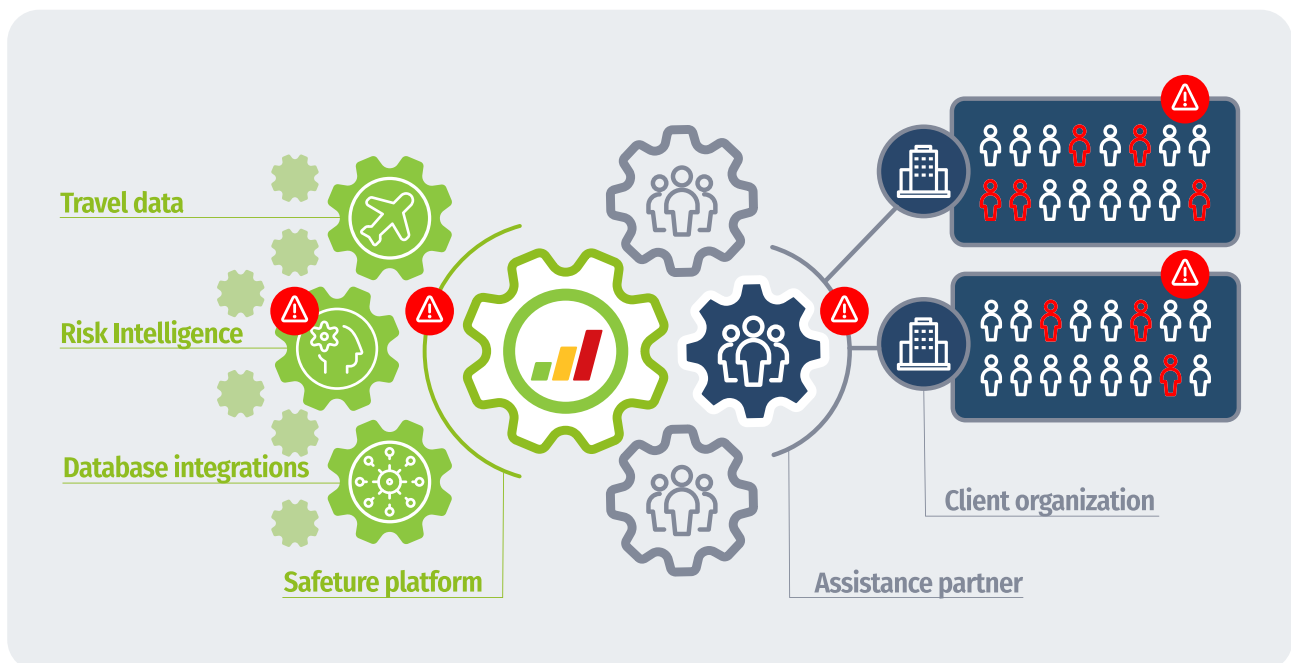 Travel data
Risk Intelligence
Database integrations
Safeture platform
Client organization
Assistance partner